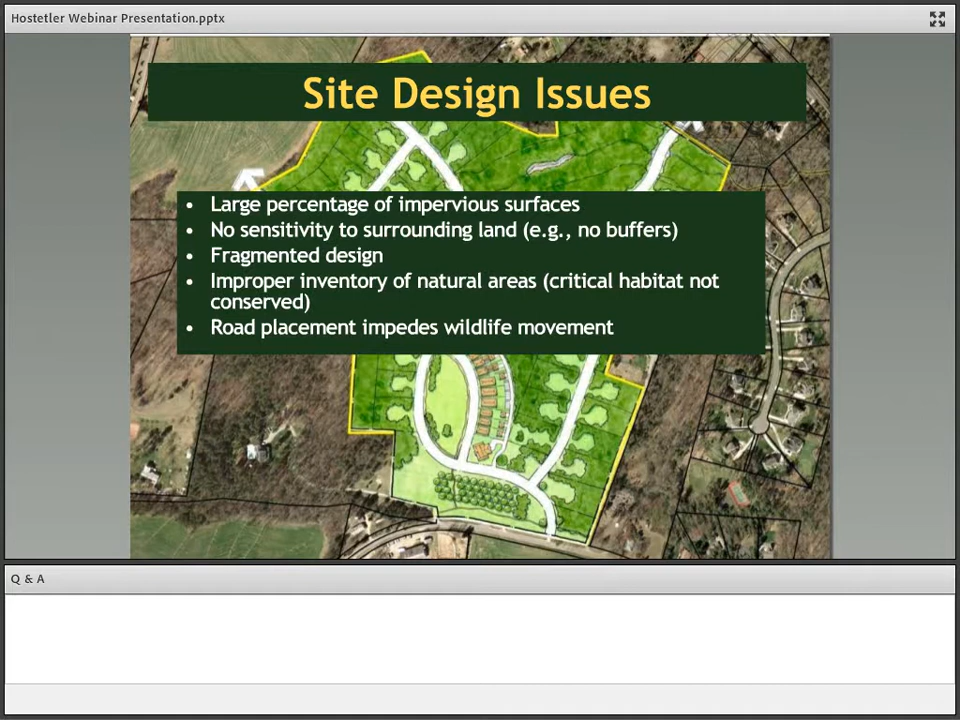 Hostetler Webinar Presentation.pptx
Site Design Issues
• Large percentage of impervious surfaces
• No sensitivity to surrounding land (e.g., no buffers)
• Fragmented design
• Improper inventory of natural areas (critical habitat not
conserved)
• Road placement impedes wildlife movement
Q & A